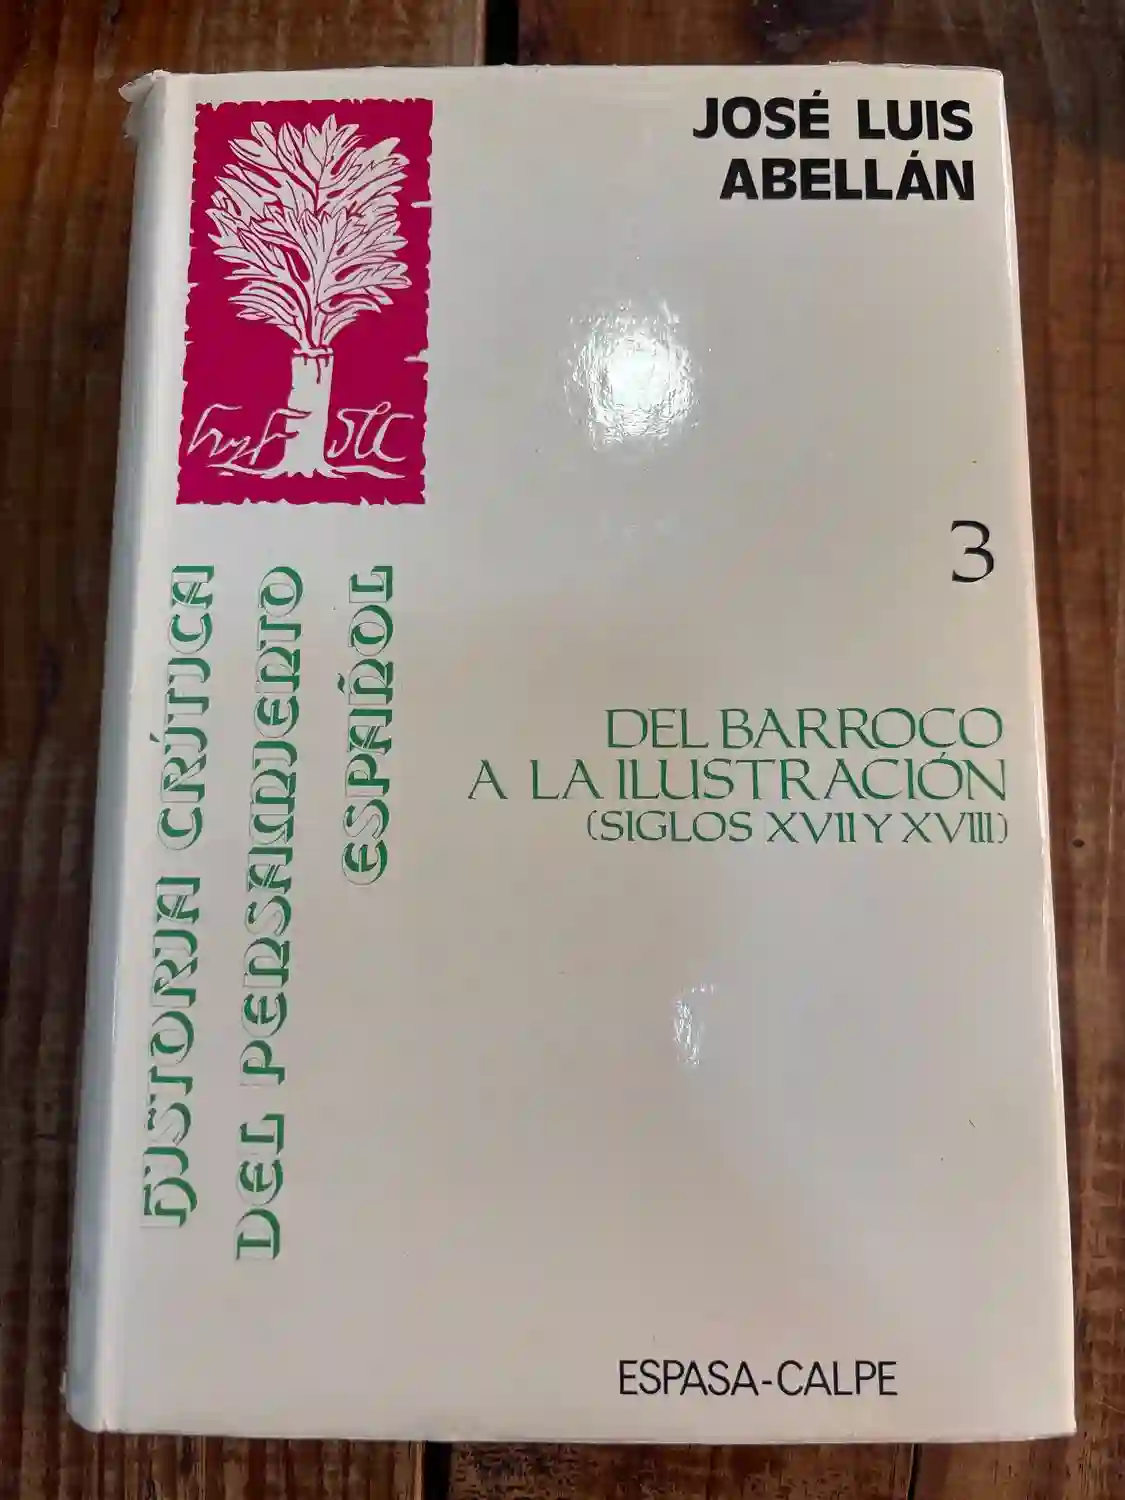 JOSÉ LUIS
ABELLÁN
3
HISTORIA CRÍTICA
DEL PENSAMIENTO
ESPAÑOL
DEL BARROCO
A LA ILUSTRACIÓN
(SIGLOS XVII Y XVIII)
ESPASA-CALPE